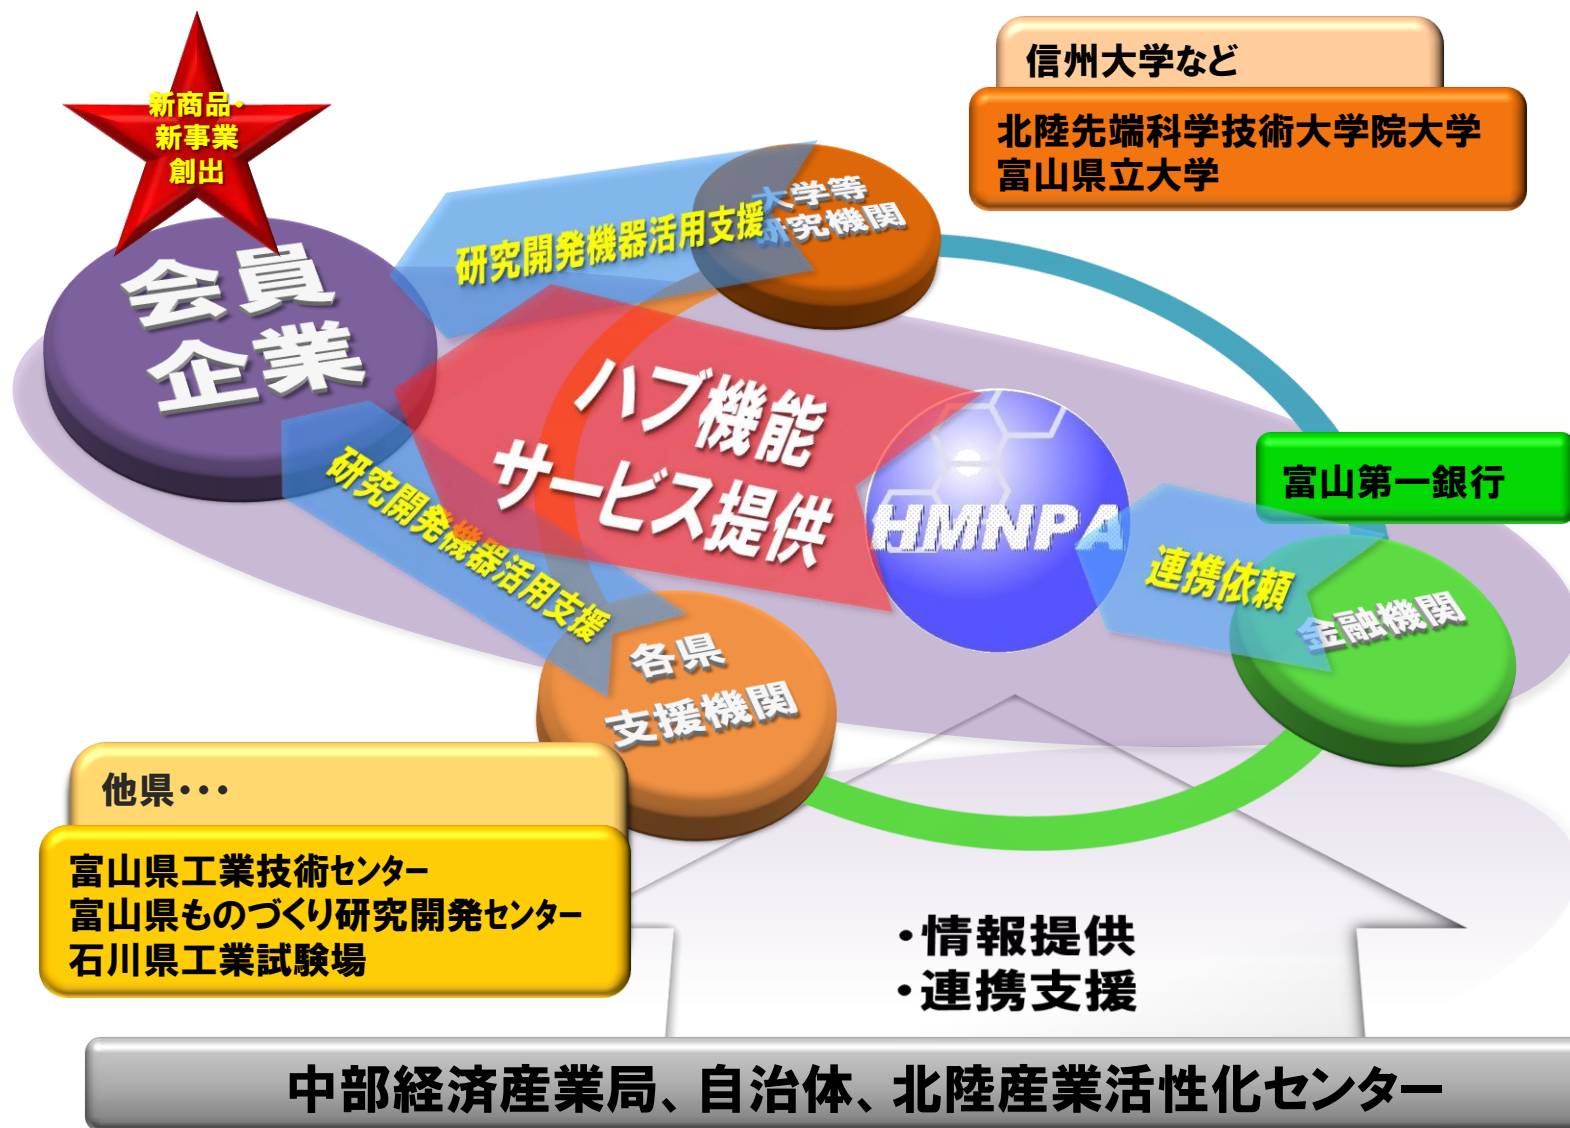 新商品・
新事業
創出
信州大学など
北陸先端科学技術大学院大学
富山県立大学
大学等
研究機関
研究開発機器活用支援
会員
企業
ハブ機能
サービス提供
HMNPA
富山第一銀行
連携依頼
金融機関
研究開発機器活用支援
各県
支援機関
他県・・・
富山県工業技術センター
富山県ものづくり研究開発センター
石川県工業試験場
・情報提供
・連携支援
中部経済産業局、自治体、北陸産業活性化センター